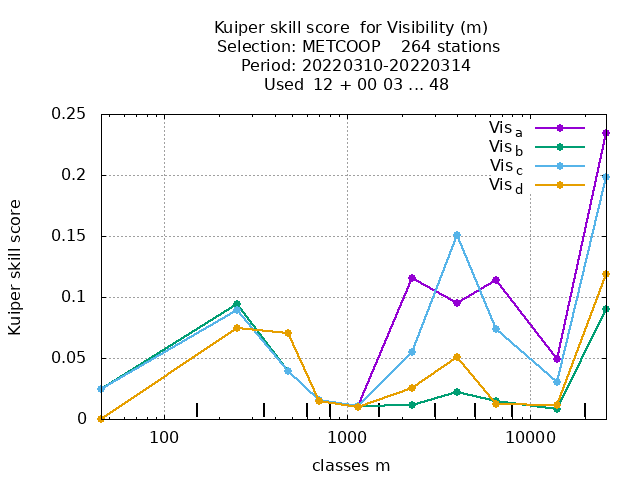 Kuiper skill score  for Visibility (m)
Selection: METCOOP    264 stations
Period: 20220310-20220314
Used  12 + 00 03 ... 48
0.25
0.2
0.15
0.1
0.05
0
Kuiper skill score
Vis a
Vis b
Vis c
Vis d
100 1000 10000
classes m